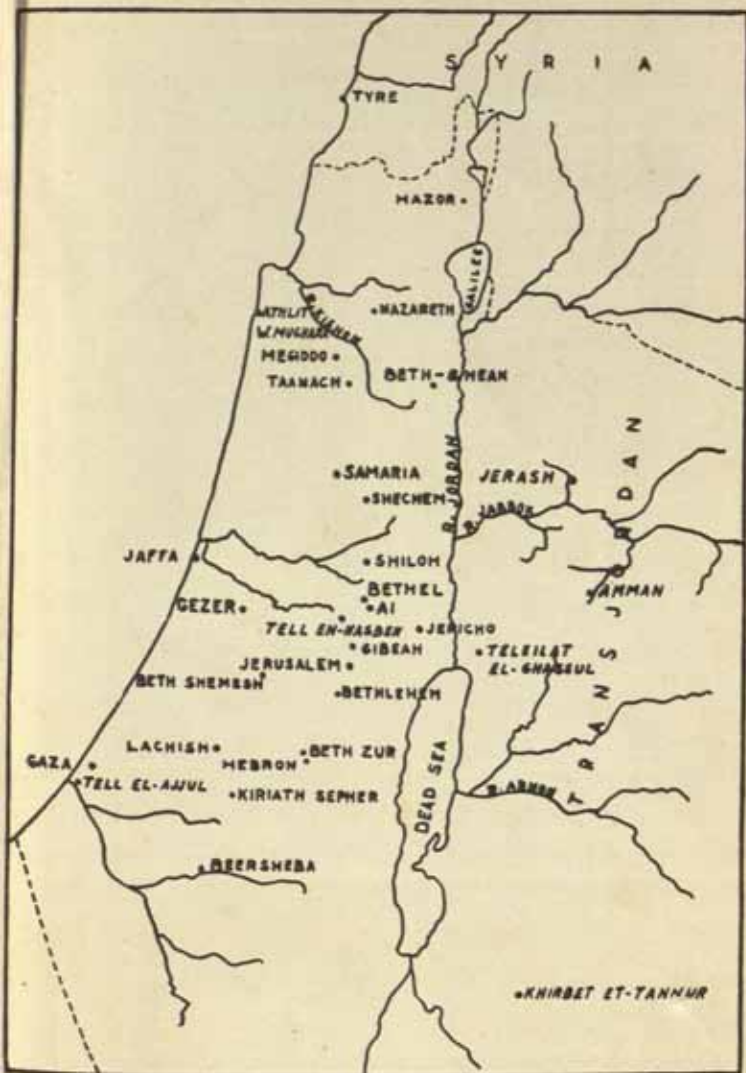 SYRIA
TYRE
HAZOR
GALILEE
R. KISHON
NAZARETH
ATHLIT
W. MUGHARA
MEGIDDO
TAANACH
BETH-SHEAN
SAMARIA
SHECHEM
R. JORDAN
JERASH
R. JABBOK
TRANSJORDAN
JAFFA
SHILOH
BETHEL
AI
AMMAN
GEZER
TELL EN-NASBEH
JERICHO
GIBEAH
TELEILAT
EL-GHASSUL
JERUSALEM
BETH SHEMESH
BETHLEHEM
LACHISH
BETH ZUR
HEBRON
DEAD SEA
GAZA
TELL EL-AJJUL
KIRIATH SEPHER
R. ARNON
BEERSHEBA
KHIRBET ET-TANNUR